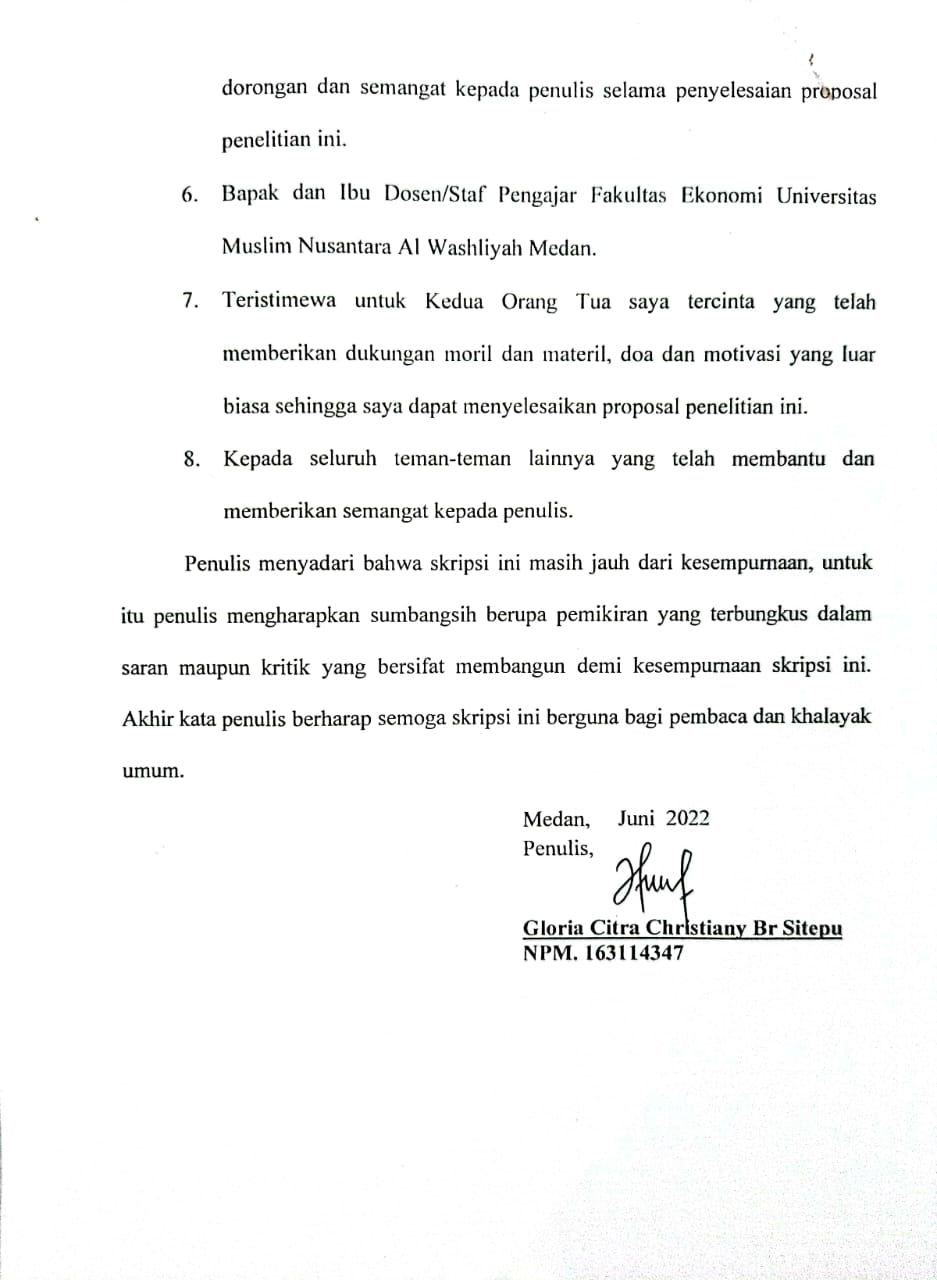 dorongan dan semangat kepada penulis selama penyelesaian proposal
penelitian ini.
6. Bapak dan Ibu Dosen/Staf Pengajar Fakultas Ekonomi Universitas
Muslim Nusantara Al Washliyah Medan.
7. Teristimewa untuk Kedua Orang Tua saya tercinta yang telah
memberikan dukungan moril dan materil, doa dan motivasi yang luar
biasa sehingga saya dapat menyelesaikan proposal penelitian ini.
8. Kepada seluruh teman-teman lainnya yang telah membantu dan
memberikan semangat kepada penulis.
Penulis menyadari bahwa skripsi ini masih jauh dari kesempurnaan, untuk
itu penulis mengharapkan sumbangsih berupa pemikiran yang terbungkus dalam
saran maupun kritik yang bersifat membangun demi kesempurnaan skripsi ini.
Akhir kata penulis berharap semoga skripsi ini berguna bagi pembaca dan khalayak
umum.
Medan, Juni 2022
Penulis,
Gloria Citra Christiany Br Sitepu
NPM. 163114347